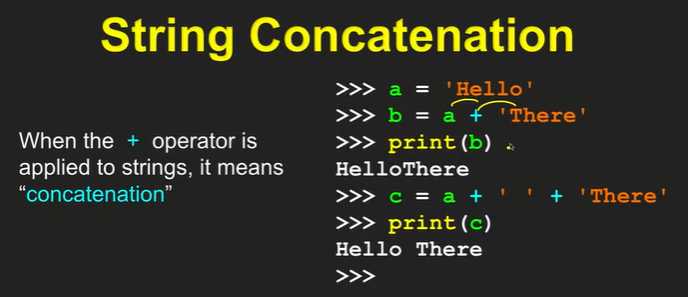 String Concatenation
When the + operator is
applied to strings, it means
“concatenation”
>>> a = 'Hello'
>>> b = a + 'There'
>>> print(b)
HelloThere
>>> c = a + ' ' + 'There'
>>> print(c)
Hello There
>>>